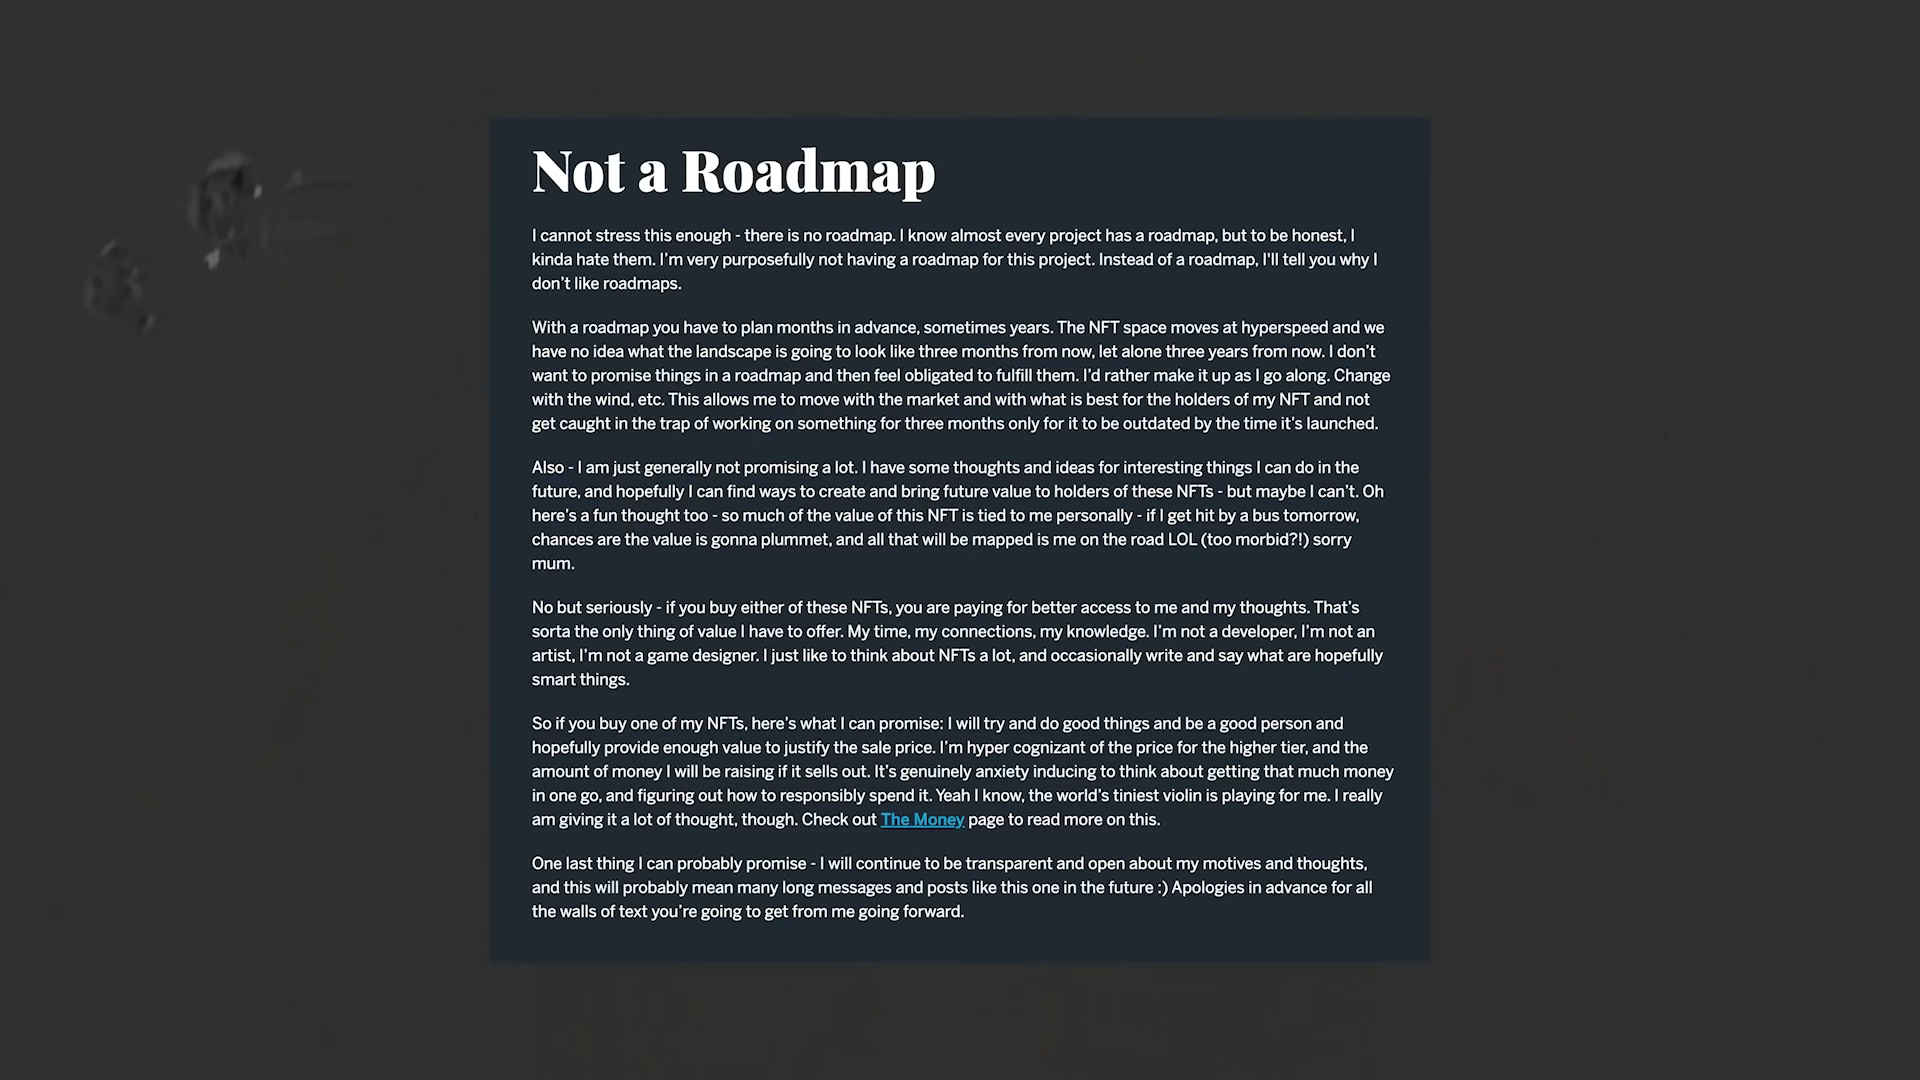 Not a Roadmap
I cannot stress this enough - there is no roadmap. I know almost every project has a roadmap, but to be honest, I
kinda hate them. I’m very purposefully not having a roadmap for this project. Instead of a roadmap, I'll tell you why I
don’t like roadmaps.
With a roadmap you have to plan months in advance, sometimes years. The NFT space moves at hyperspeed and we
have no idea what the landscape is going to look like three months from now, let alone three years from now. I don’t
want to promise things in a roadmap and then feel obligated to fulfill them. I’d rather make it up as I go along. Change
with the wind, etc. This allows me to move with the market and with what is best for the holders of my NFT and not
get caught in the trap of working on something for three months only for it to be outdated by the time it’s launched.
Also - I am just generally not promising a lot. I have some thoughts and ideas for interesting things I can do in the
future, and hopefully I can find ways to create and bring future value to holders of these NFTs - but maybe I can’t. Oh
here’s a fun thought too - so much of the value of this NFT is tied to me personally - if I get hit by a bus tomorrow,
chances are the value is gonna plummet, and all that will be mapped is me on the road LOL (too morbid?!) sorry
mum.
No but seriously - if you buy either of these NFTs, you are paying for better access to me and my thoughts. That’s
sorta the only thing of value I have to offer. My time, my connections, my knowledge. I’m not a developer, I’m not an
artist, I’m not a game designer. I just like to think about NFTs a lot, and occasionally write and say what are hopefully
smart things.
So if you buy one of my NFTs, here’s what I can promise: I will try and do good things and be a good person and
hopefully provide enough value to justify the sale price. I’m hyper cognizant of the price for the higher tier, and the
amount of money I will be raising if it sells out. It’s genuinely anxiety inducing to think about getting that much money
in one go, and figuring out how to responsibly spend it. Yeah I know, the world’s tiniest violin is playing for me. I really
am giving it a lot of thought, though. Check out The Money page to read more on this.
One last thing I can probably promise - I will continue to be transparent and open about my motives and thoughts,
and this will probably mean many long messages and posts like this one in the future :) Apologies in advance for all
the walls of text you’re going to get from me going forward.